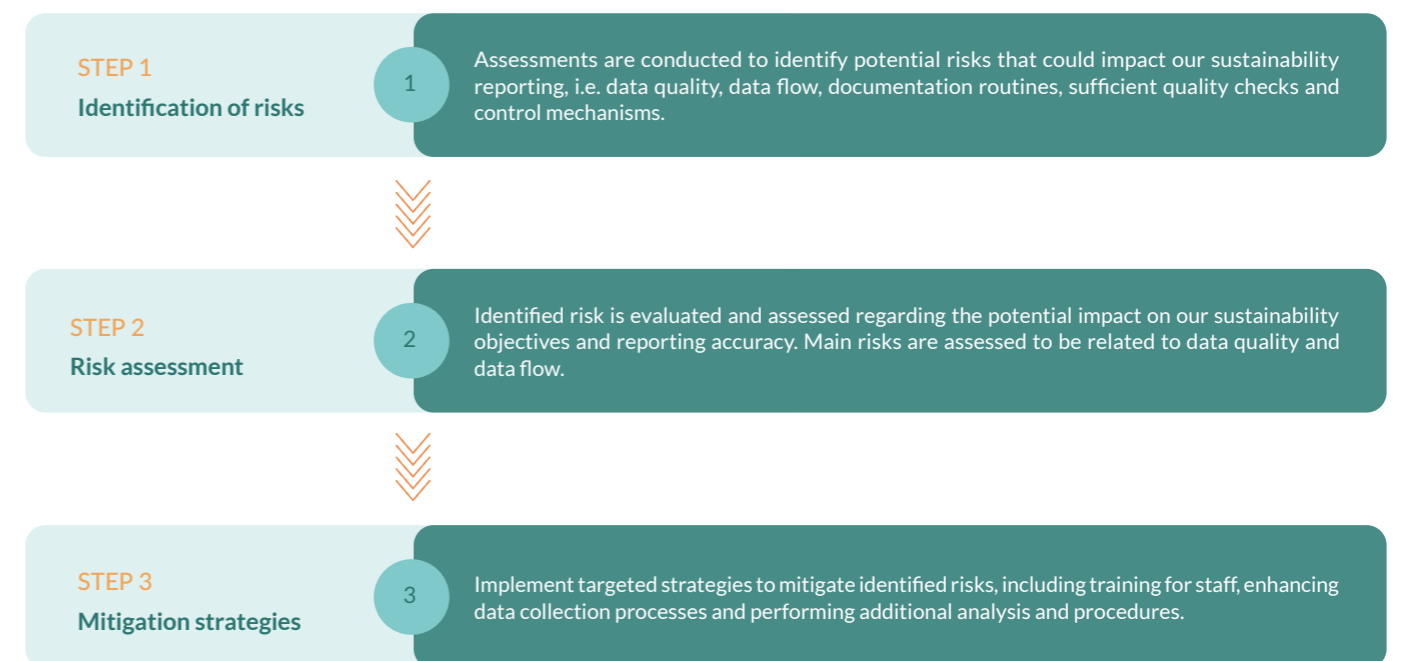 STEP 1
Identification of risks
1
Assessments are conducted to identify potential risks that could impact our sustainability
reporting, i.e. data quality, data flow, documentation routines, sufficient quality checks and
control mechanisms.
STEP 2
Risk assessment
2
Identified risk is evaluated and assessed regarding the potential impact on our sustainability
objectives and reporting accuracy. Main risks are assessed to be related to data quality and
data flow.
STEP 3
Mitigation strategies
3
Implement targeted strategies to mitigate identified risks, including training for staff, enhancing
data collection processes and performing additional analysis and procedures.